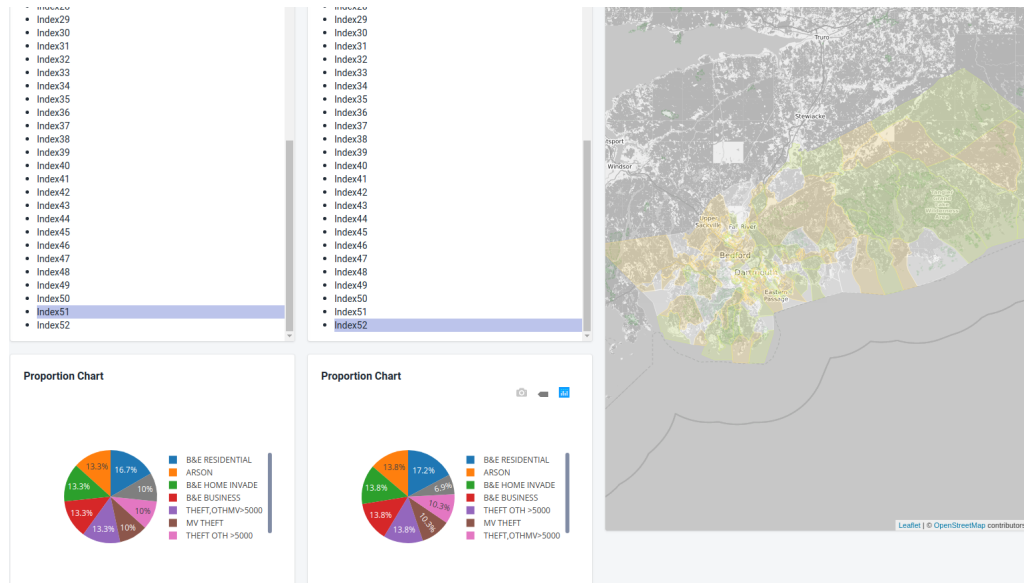 Index29
Index30
Index31
Index32
Index33
Index34
Index35
Index36
Index37
Index38
Index39
Index40
Index41
Index42
Index43
Index44
Index45
Index46
Index47
Index48
Index49
Index50
Index51
Index52
Index29
Index30
Index31
Index32
Index33
Index34
Index35
Index36
Index37
Index38
Index39
Index40
Index41
Index42
Index43
Index44
Index45
Index46
Index47
Index48
Index49
Index50
Index51
Index52
Truro
Stewiacke
Windsor
Upper
Sackville
Fall River
Bedford
Dartmouth
Eastern
Passage
Leaflet | © OpenStreetMap contributors
Proportion Chart
13.3%
16.7%
13.3%
10%
13.3%
10%
13.3%
10%
B&E RESIDENTIAL
ARSON
B&E HOME INVADE
B&E BUSINESS
THEFT,OTHMV>5000
MV THEFT
THEFT OTH >5000
Proportion Chart
13.8%
17.2%
13.8%
6.9%
13.8%
10.3%
13.8%
10.3%
B&E RESIDENTIAL
ARSON
B&E HOME INVADE
B&E BUSINESS
THEFT OTH >5000
MV THEFT
THEFT,OTHMV>5000